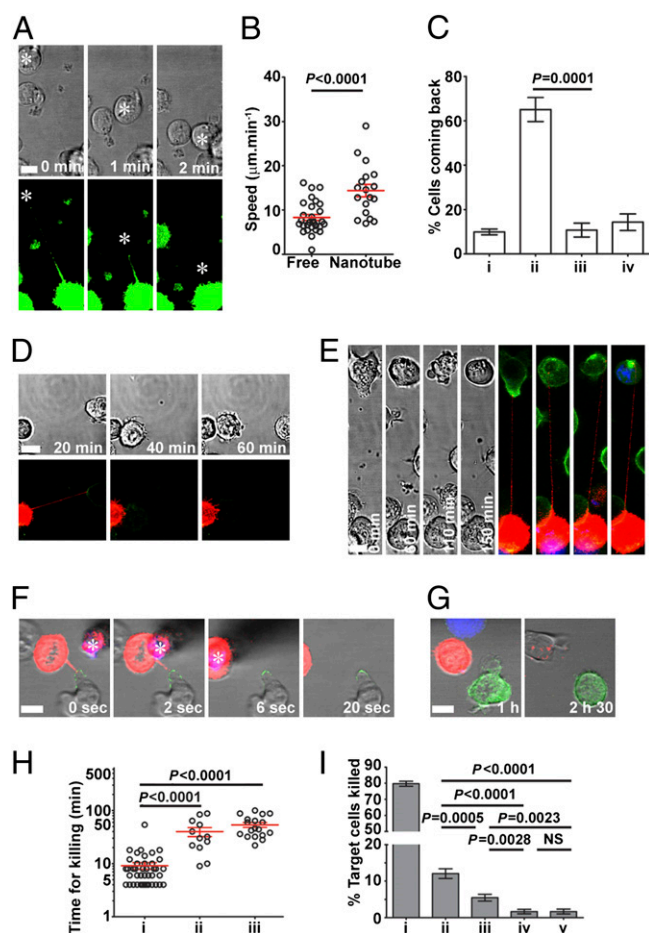 A
B
C
*
*
*
0 min
1 min
2 min
*
*
*
P<0.0001
Speed (µm.min⁻¹)
40
30
20
10
0
Free
Nanotube
P=0.0001
% Cells coming back
80
60
40
20
0
i
ii
iii
iv
D
E
20 min
40 min
60 min
0 min
150 min
F
G
*
*
*
0 sec
2 sec
6 sec
20 sec
1 h
2 h 30
H
I
P<0.0001
P<0.0001
Time for killing (min)
500
100
50
10
5
1
i
ii
iii
P<0.0001
P<0.0001
P=0.0005
P=0.0023
P=0.0028
NS
% Target cells killed
90
80
70
60
50
20
10
0
i
ii
iii
iv
v